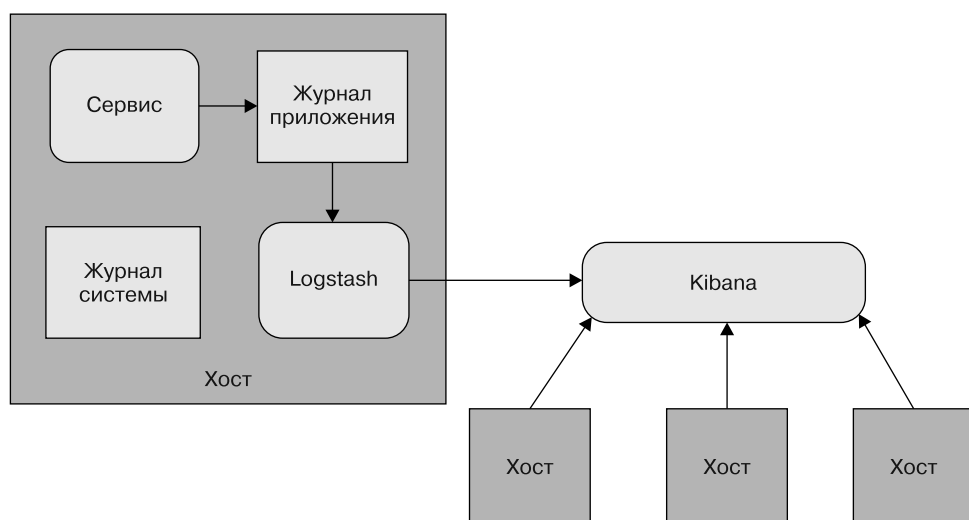 Сервис
Журнал
приложения
Журнал
системы
Logstash
Kibana
Хост
Хост
Хост
Хост